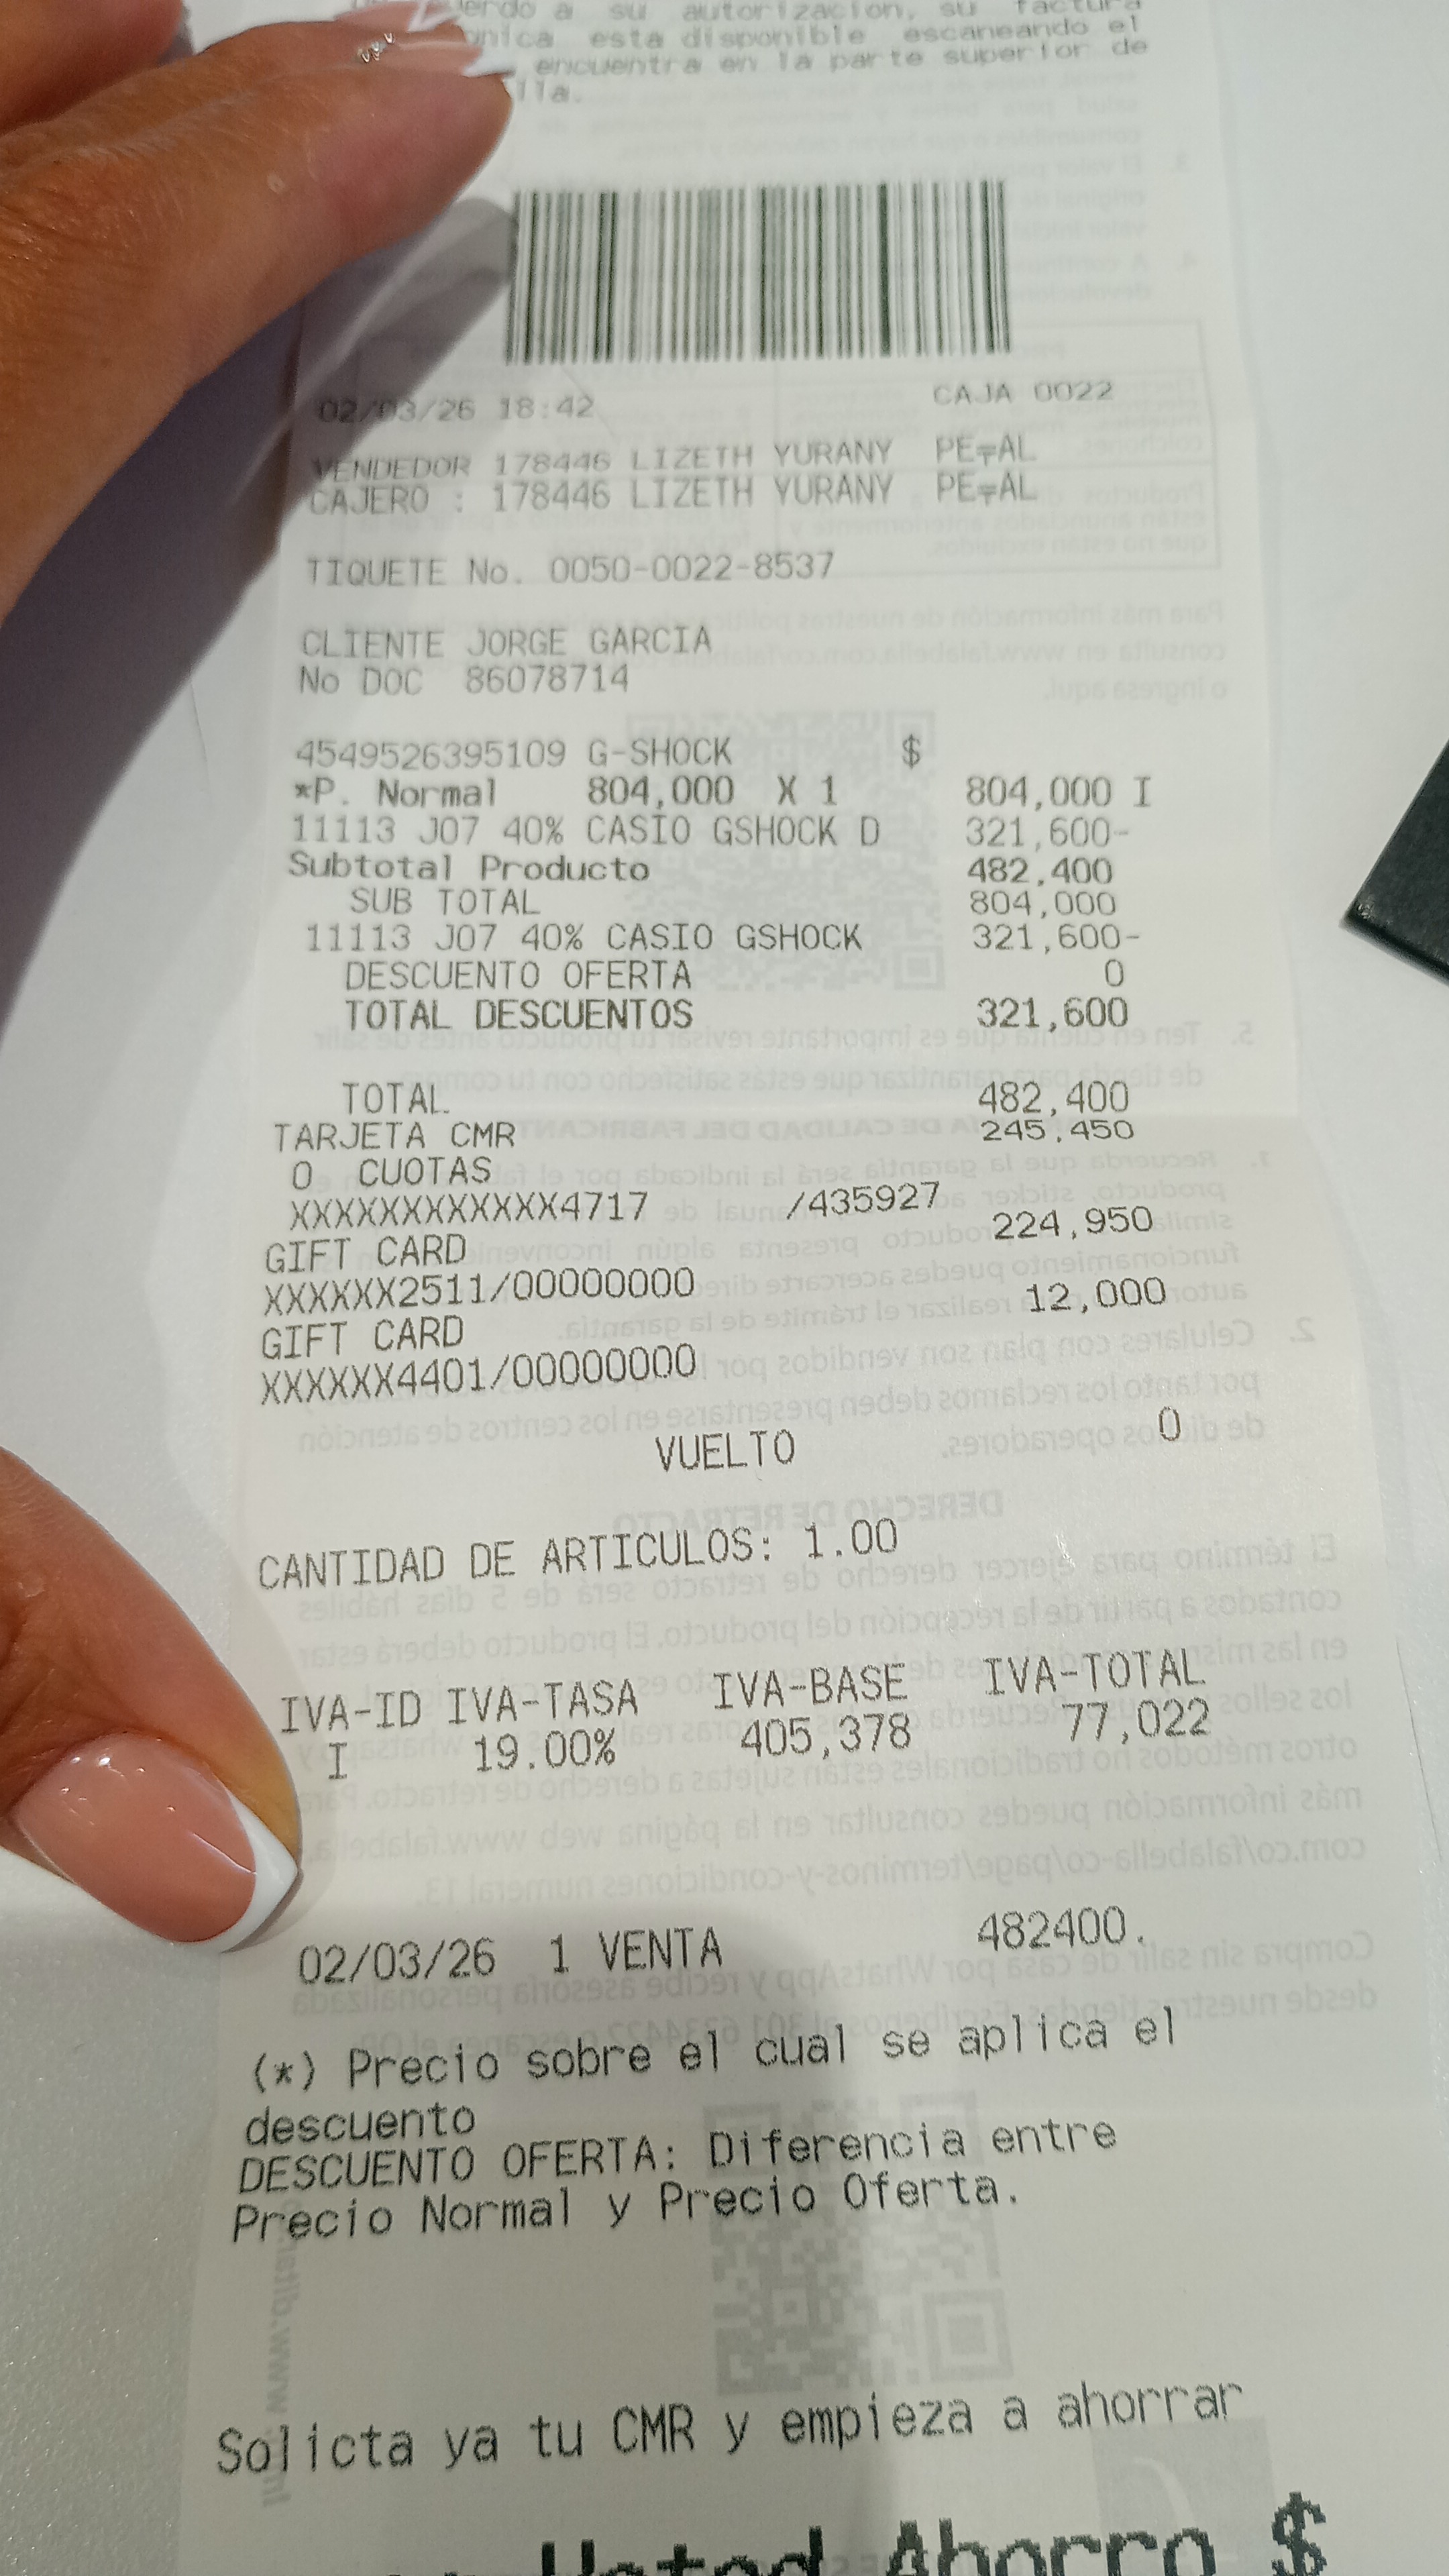 a su autorizacion, su factura
esta disponible escaneando el
encuentra en la parte superior de
02/03/26 18:42 CAJA 0022
VENDEDOR 178446 LIZETH YURANY PE╤AL
CAJERO : 178446 LIZETH YURANY PE╤AL
TIQUETE No. 0050-0022-8537
CLIENTE JORGE GARCIA
No DOC 86078714
4549526395109 G-SHOCK $
*P. Normal 804,000 X 1 804,000 I
11113 J07 40% CASIO GSHOCK D 321,600-
Subtotal Producto 482,400
SUB TOTAL 804,000
11113 J07 40% CASIO GSHOCK 321,600-
DESCUENTO OFERTA 0
TOTAL DESCUENTOS 321,600
TOTAL 482,400
TARJETA CMR 245,450
0 CUOTAS
XXXXXXXXXXXX4717 /435927
GIFT CARD 224,950
XXXXXX2511/00000000
GIFT CARD 12,000
XXXXXX4401/00000000
VUELTO 0
CANTIDAD DE ARTICULOS: 1.00
IVA-ID IVA-TASA IVA-BASE IVA-TOTAL
I 19.00% 405,378 77,022
02/03/26 1 VENTA 482400.
(*) Precio sobre el cual se aplica el
descuento
DESCUENTO OFERTA: Diferencia entre
Precio Normal y Precio Oferta.
Solicta ya tu CMR y empieza a ahorrar
Usted Ahorro $